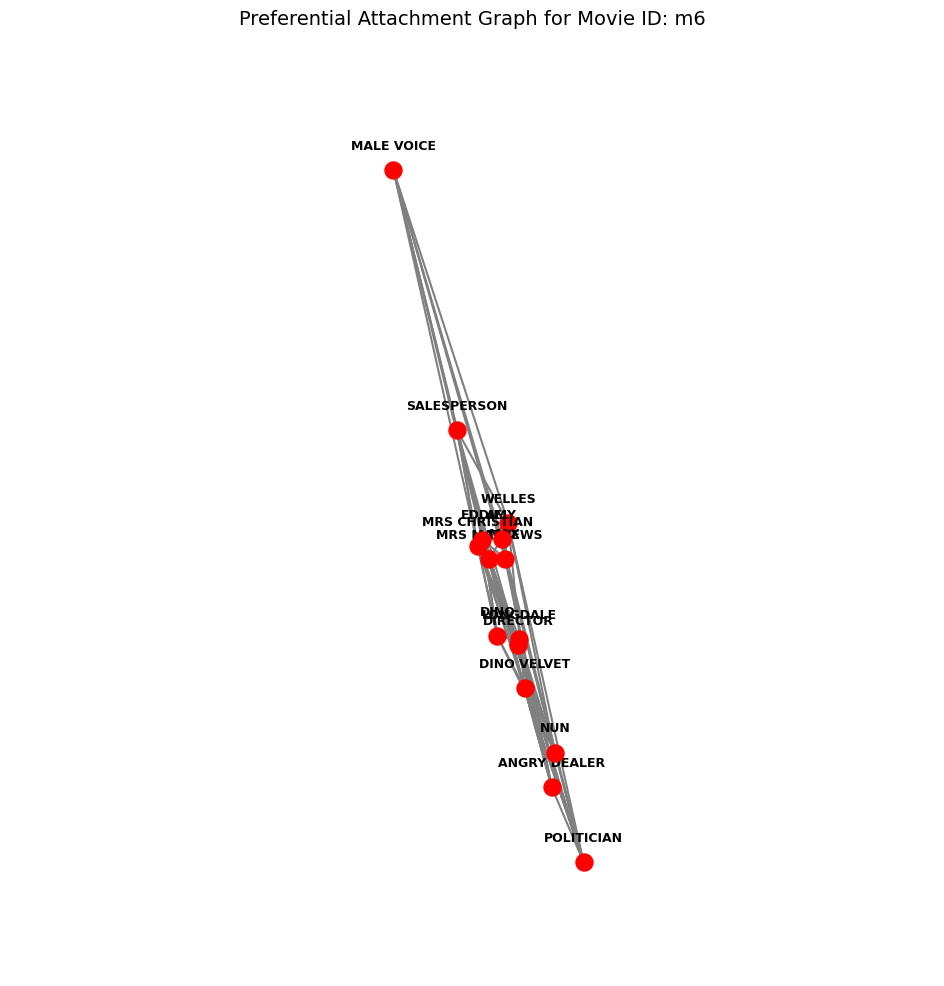 Preferential Attachment Graph for Movie ID: m6
MALE VOICE
SALESPERSON
WELLES
EDDIE
AMY
MRS CHRISTIAN
MRS MATHEWS
MAX
DINO
LONGDALE
DIRECTOR
DINO VELVET
NUN
ANGRY DEALER
POLITICIAN